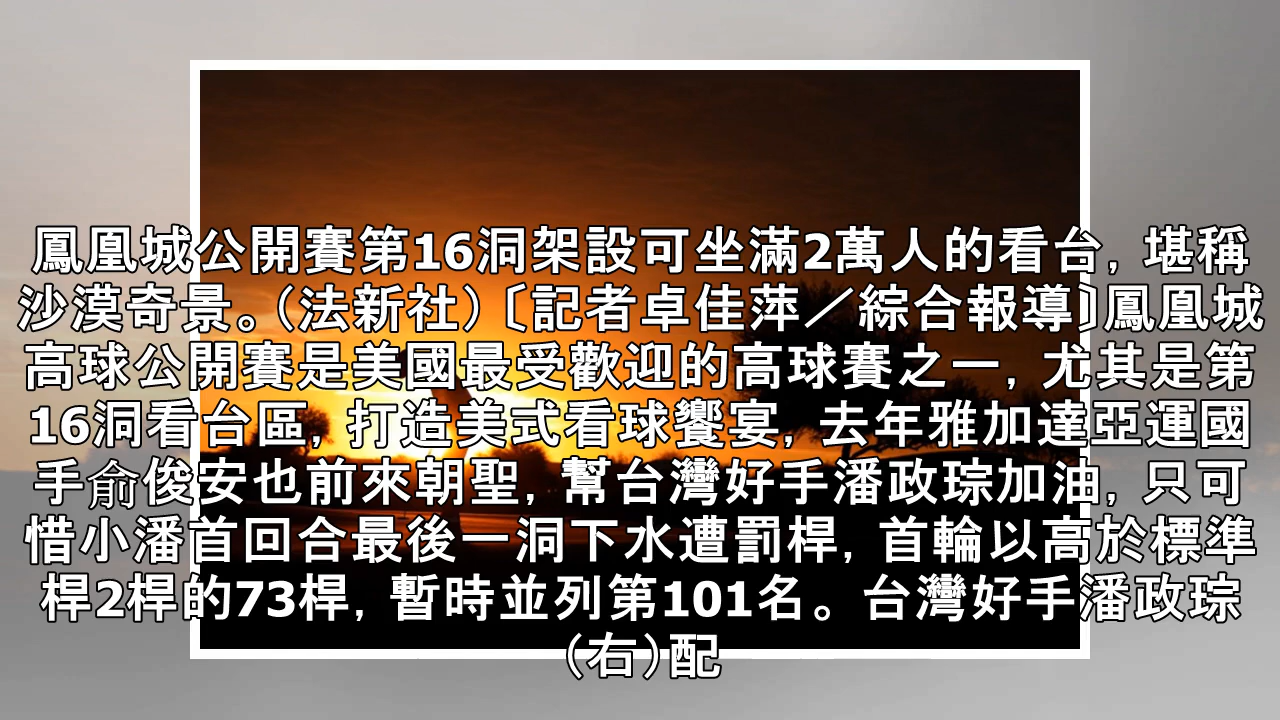 鳳凰城公開賽第16洞架設可坐滿2萬人的看台, 堪稱
沙漠奇景。(法新社)〔記者卓佳萍／綜合報導〕鳳凰城
高球公開賽是美國最受歡迎的高球賽之一, 尤其是第
16洞看台區, 打造美式看球饗宴, 去年雅加達亞運國
手俞俊安也前來朝聖, 幫台灣好手潘政琮加油, 只可
惜小潘首回合最後一洞下水遭罰桿, 首輪以高於標準
桿2桿的73桿, 暫時並列第101名。台灣好手潘政琮
(右)配